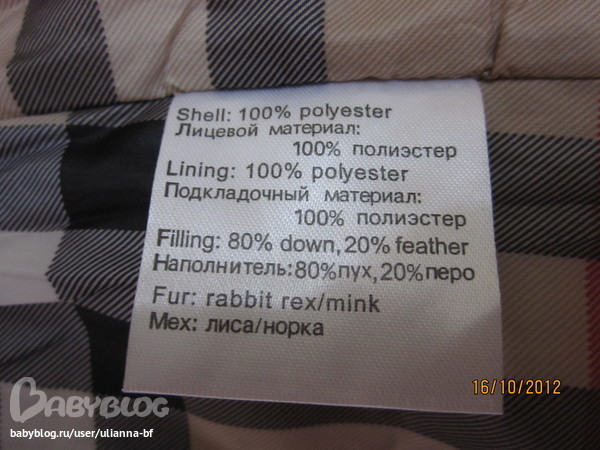 Shell: 100% polyester
Лицевой материал:
100% полиэстер
Lining: 100% polyester
Подкладочный материал:
100% полиэстер
Filling: 80% down, 20% feather
Наполнитель:80%пух, 20%перо
Fur: rabbit rex/mink
Мех: лиса/норка
16/10/2012
BABYBLOG
babyblog.ru/user/ulianna-bf